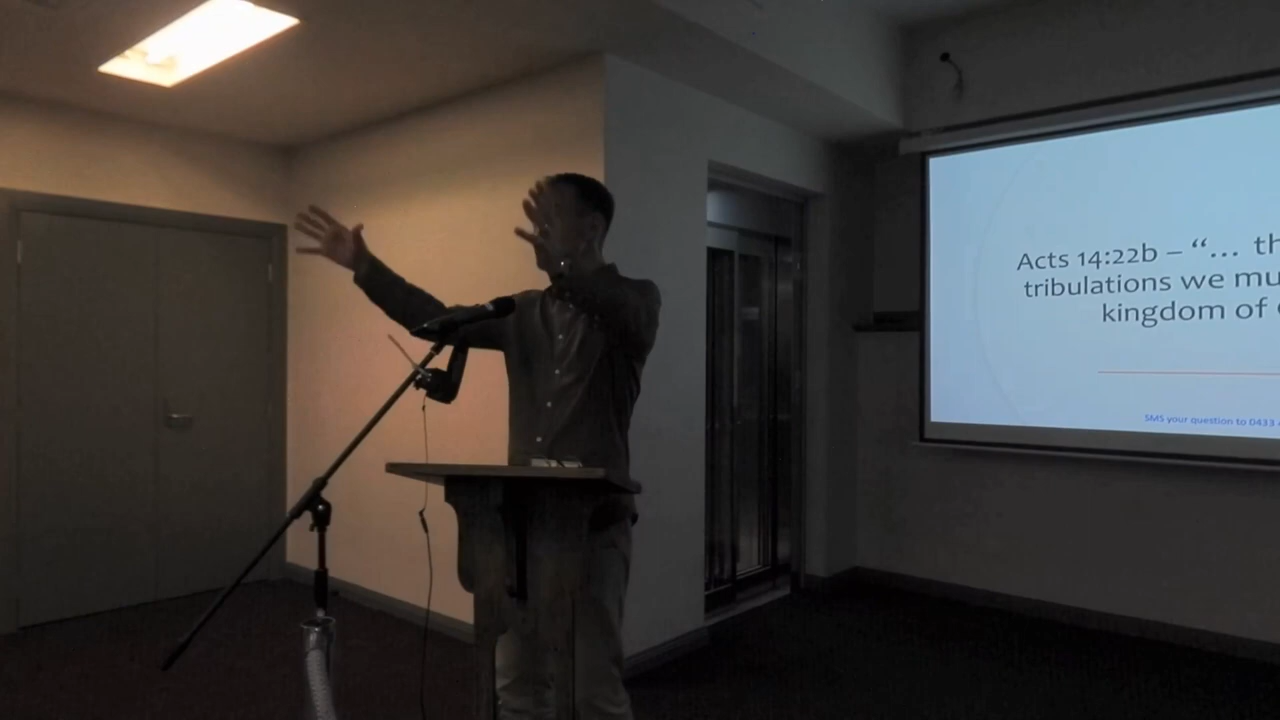 Acts 14:22b – “… th
tribulations we mu
kingdom of
SMS your question to 0433